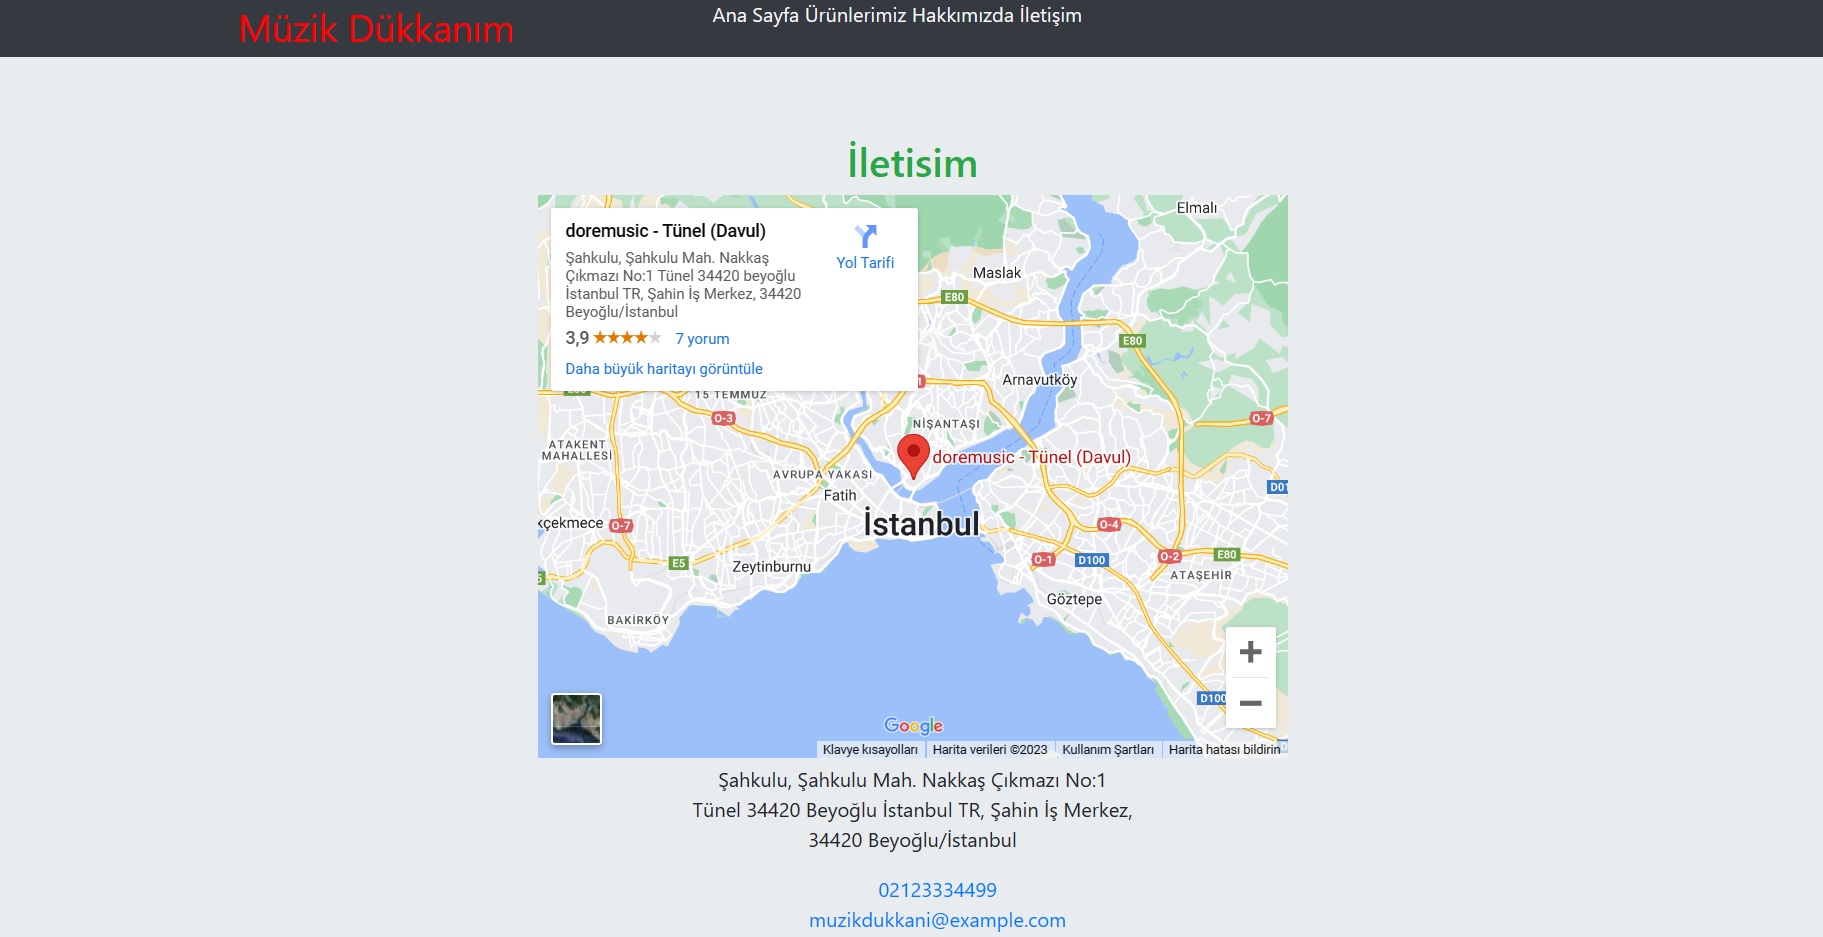 Müzik Dükkanım
Ana Sayfa Ürünlerimiz Hakkımızda İletişim
İletisim
doremusic - Tünel (Davul)
Şahkulu, Şahkulu Mah. Nakkaş
Çıkmazı No:1 Tünel 34420 beyoğlu
İstanbul TR, Şahin İş Merkez, 34420
Beyoğlu/İstanbul
3,9
7 yorum
Daha büyük haritayı görüntüle
Yol Tarifi
Elmalı
Maslak
E80
E80
Arnavutköy
15 TEMMUZ
O-3
O-7
NİŞANTAŞI
ATAKENT
MAHALLESİ
doremusic - Tünel (Davul)
AVRUPA YAKASI
Fatih
kçekmece
O-7
İstanbul
O-4
E5
Zeytinburnu
O-1
D100
O-2
E80
ATAŞEHİR
Göztepe
BAKIRKÖY
D100
Google
Klavye kısayolları
Harita verileri ©2023
Kullanım Şartları
Harita hatası bildirin
Şahkulu, Şahkulu Mah. Nakkaş Çıkmazı No:1
Tünel 34420 Beyoğlu İstanbul TR, Şahin İş Merkez,
34420 Beyoğlu/İstanbul
02123334499
muzikdukkani@example.com